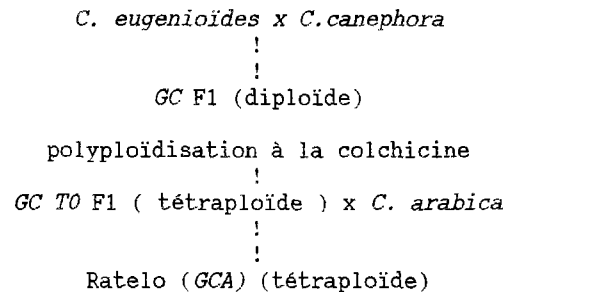 C. eugenioïdes x C.canephora
!
!
GC F1 (diploïde)
polyploïdisation à la colchicine
!
GC TO F1 ( tétraploïde ) x C. arabica
!
!
Ratelo (GCA) (tétraploïde)